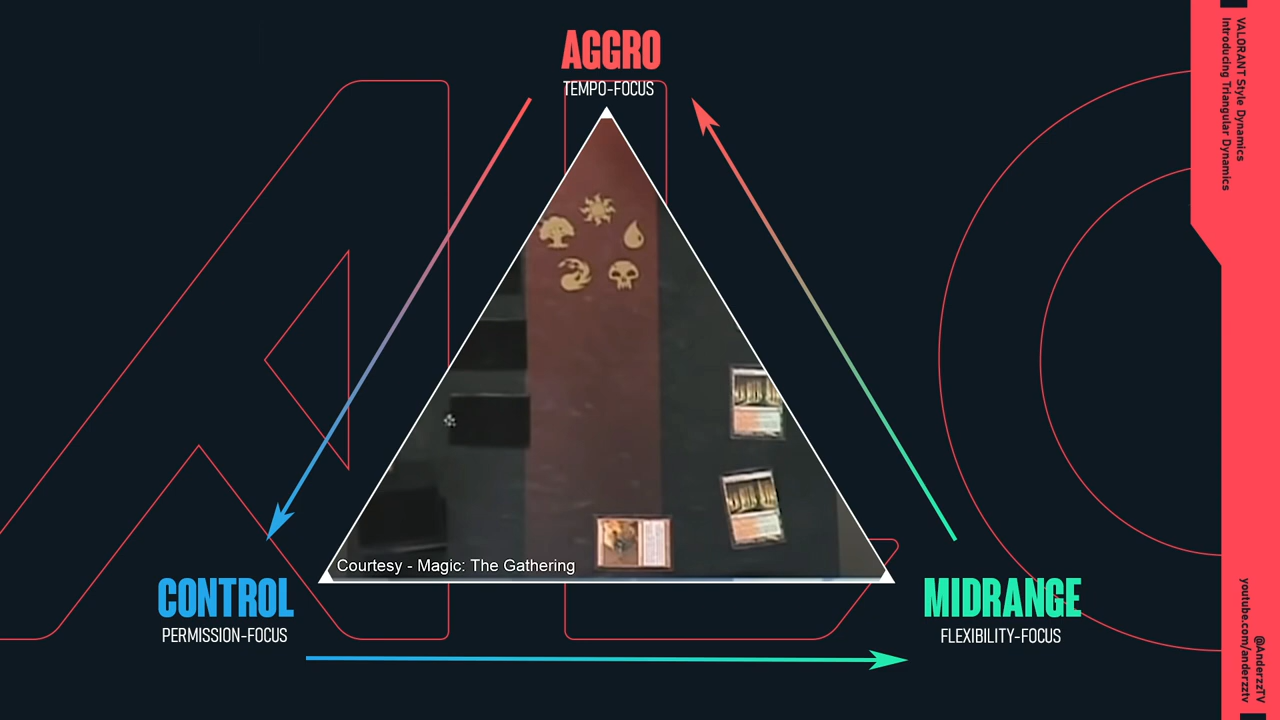 AGGRO
TEMPO-FOCUS
Courtesy - Magic: The Gathering
CONTROL
PERMISSION-FOCUS
MIDRANGE
FLEXIBILITY-FOCUS
VALORANT Style Dynamics
Introducing Triangular Dynamics
@AnderzzTV
youtube.com/anderzztv